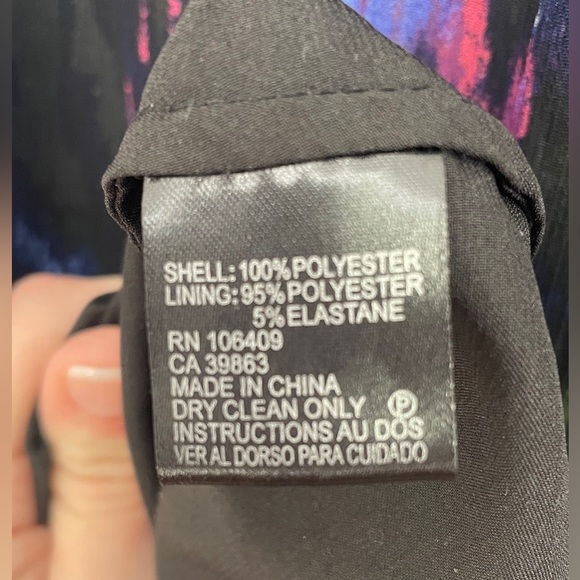 SHELL: 100% POLYESTER
LINING: 95% POLYESTER
5% ELASTANE
RN 106409
CA 39863
MADE IN CHINA
DRY CLEAN ONLY Ⓟ
INSTRUCTIONS AU DOS
VER AL DORSO PARA CUIDADO